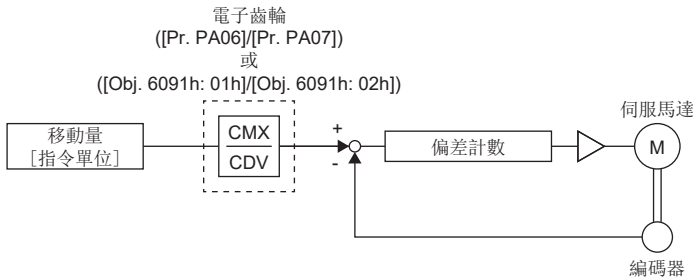 電子齒輪
([Pr. PA06]/[Pr. PA07])
或
([Obj. 6091h: 01h]/[Obj. 6091h: 02h])
移動量
[指令單位]
CMX
CDV
+
-
偏差計數
伺服馬達
M
編碼器